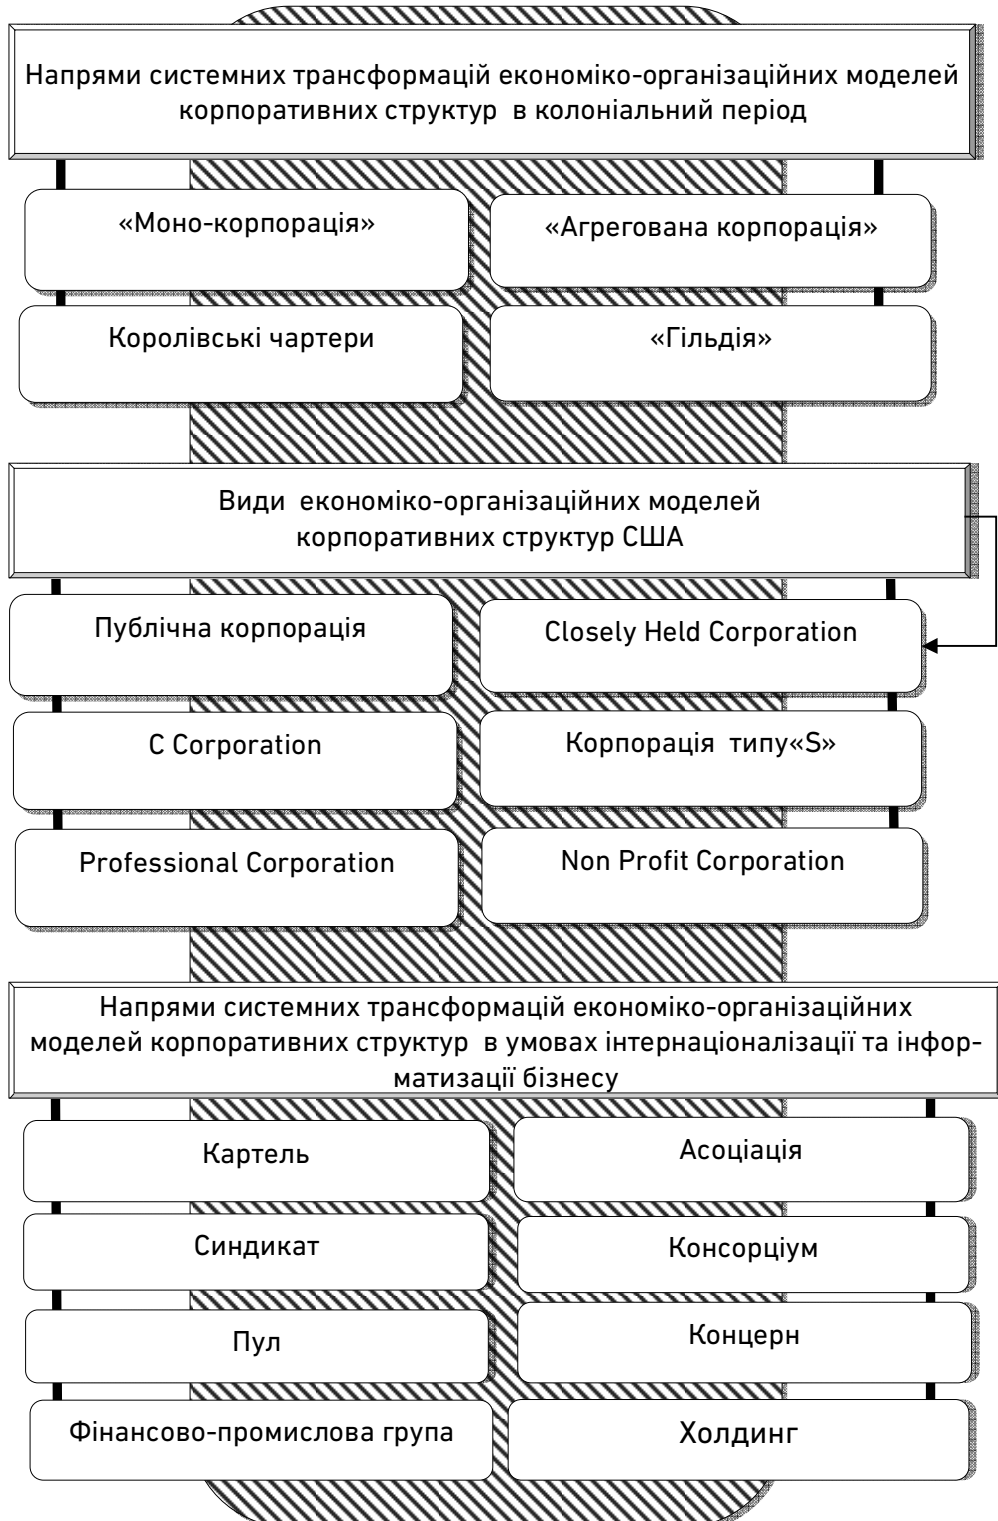 Напрями системних трансформацій економіко-організаційних моделей
корпоративних структур в колоніальний період
«Моно-корпорація»
«Агрегована корпорація»
Королівські чартери
«Гільдія»
Види економіко-організаційних моделей
корпоративних структур США
Публічна корпорація
Closely Held Corporation
C Corporation
Корпорація типу«S»
Professional Corporation
Non Profit Corporation
Напрями системних трансформацій економіко-організаційних
моделей корпоративних структур в умовах інтернаціоналізації та інфор-
матизації бізнесу
Картель
Асоціація
Синдикат
Консорціум
Пул
Концерн
Фінансово-промислова група
Холдинг